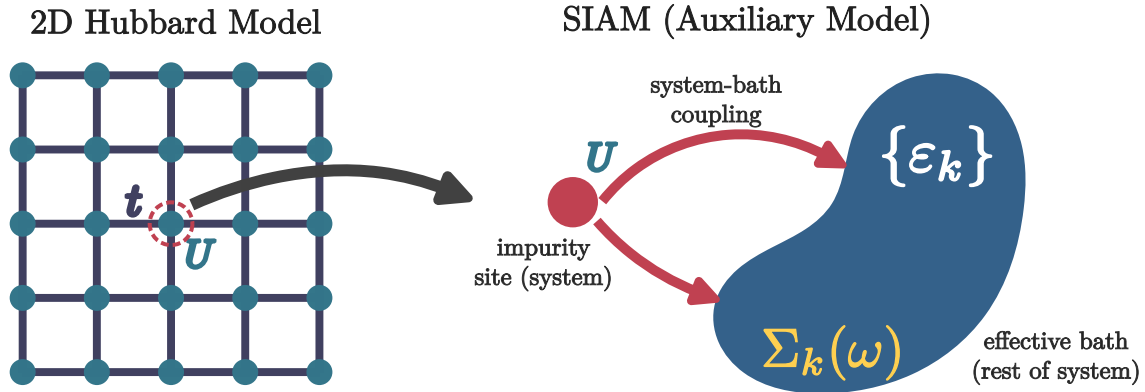 2D Hubbard Model
t
U
SIAM (Auxiliary Model)
system-bath
coupling
U
{εₖ}
impurity
site (system)
Σₖ(ω)
effective bath
(rest of system)